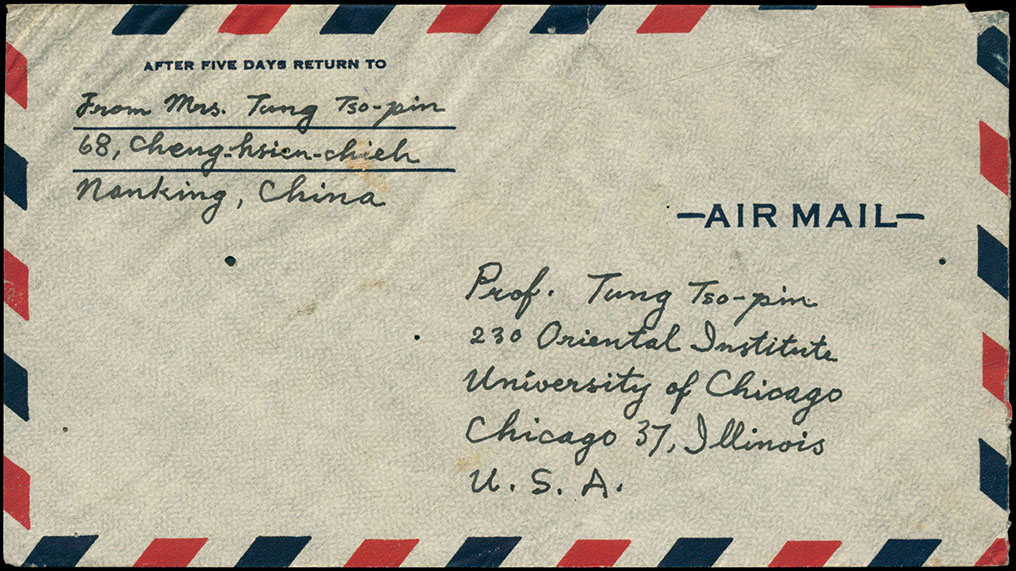 AFTER FIVE DAYS RETURN TO
From Mrs. Tung Tso-pin
68, Cheng-hsien-chieh
Nanking, China
—AIR MAIL—
Prof. Tung Tso-pin
230 Oriental Institute
University of Chicago
Chicago 37, Illinois
U. S. A.